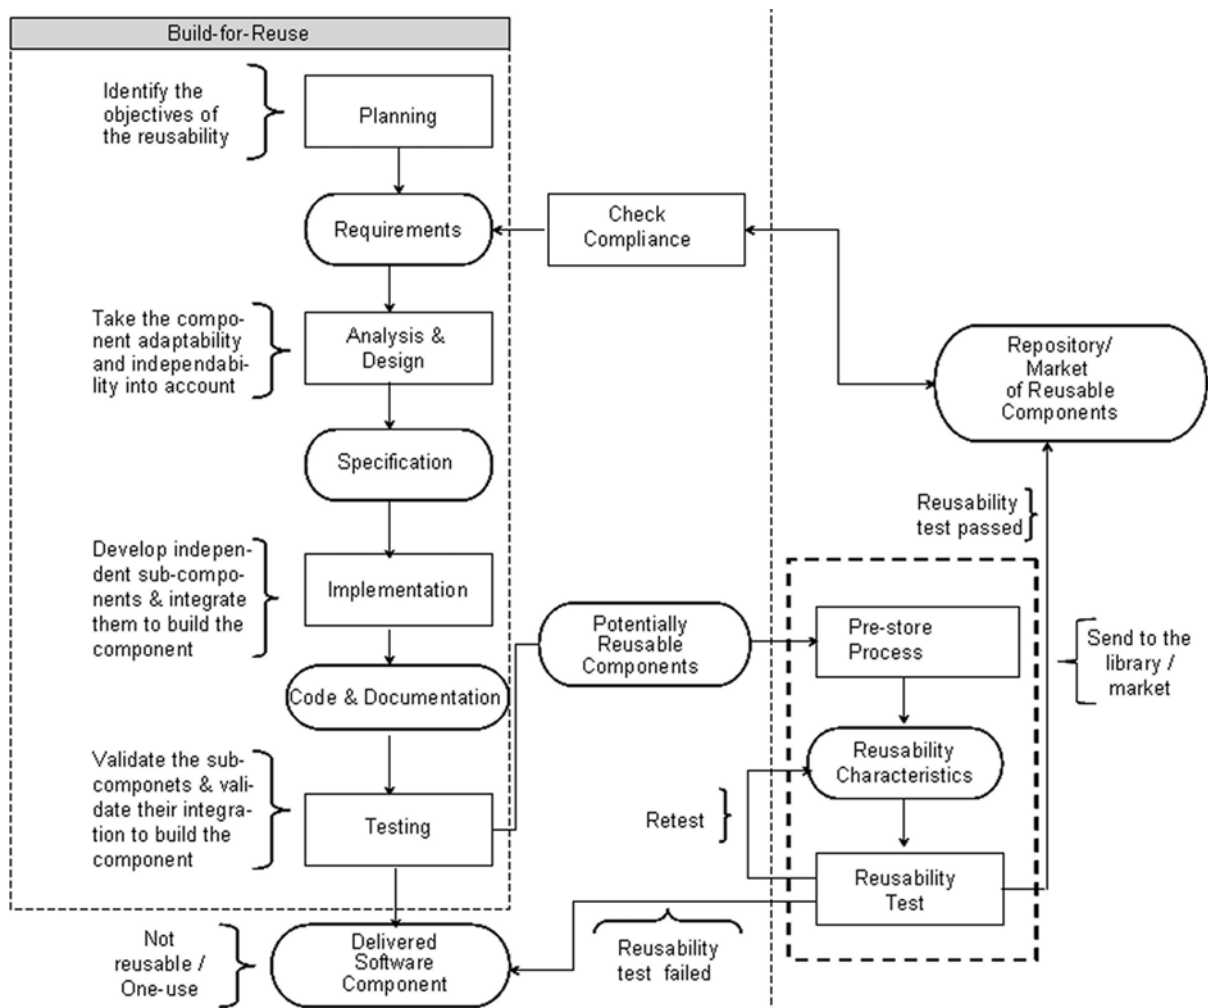 Build-for-Reuse
Identify the
objectives of
the reusability
Planning
Requirements
Check
Compliance
Take the compo-
nent adaptability
and independabi-
lity into account
Analysis &
Design
Repository/
Market
of Reusable
Components
Specification
Reusability
test passed
Develop indepen-
dent sub-compo-
nents & integrate
them to build the
component
Implementation
Potentially
Reusable
Components
Pre-store
Process
Send to the
library /
market
Code & Documentation
Reusability
Characteristics
Validate the sub-
componets & vali-
date their integra-
tion to build the
component
Testing
Retest
Reusability
Test
Not
reusable /
One-use
Delivered
Software
Component
Reusability
test failed